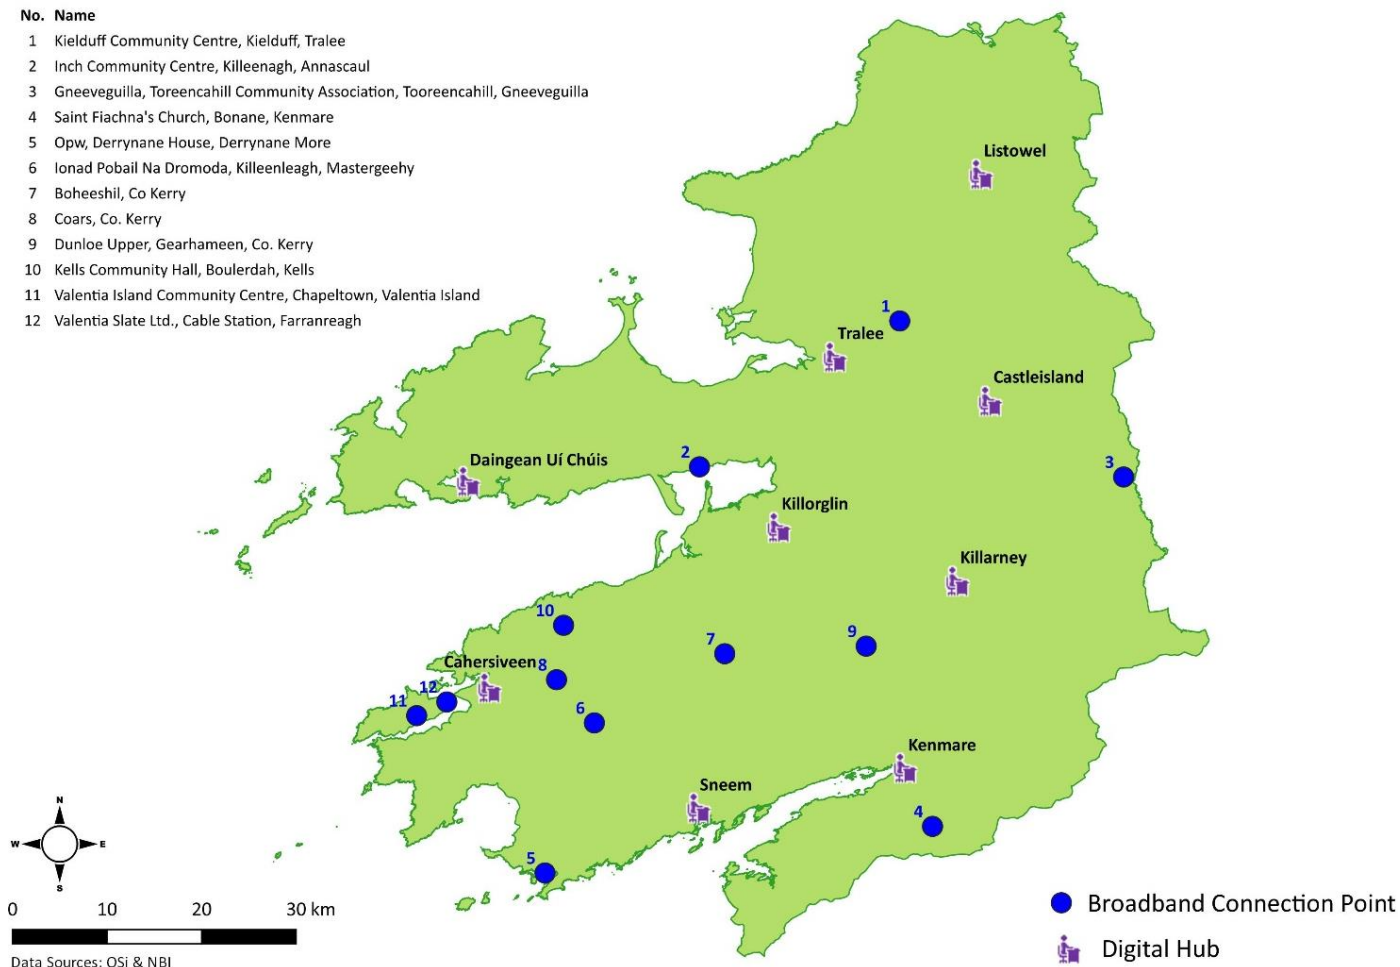 No. Name
1 Kielduff Community Centre, Kielduff, Tralee
2 Inch Community Centre, Killeenagh, Annascaul
3 Gneeveguilla, Toreencahill Community Association, Tooreencahill, Gneeveguilla
4 Saint Fiachna's Church, Bonane, Kenmare
5 Opw, Derrynane House, Derrynane More
6 Ionad Pobail Na Dromoda, Killeenleagh, Mastergeehy
7 Boheeshil, Co Kerry
8 Coars, Co. Kerry
9 Dunloe Upper, Gearhameen, Co. Kerry
10 Kells Community Hall, Boulerdah, Kells
11 Valentia Island Community Centre, Chapeltown, Valentia Island
12 Valentia Slate Ltd., Cable Station, Farranreagh
Listowel
1
Tralee
Castleisland
2
Daingean Uí Chúis
3
Killorglin
Killarney
10
7
9
Cahersiveen
8
12
11
6
Kenmare
Sneem
4
5
N
W E
S
0 10 20 30 km
Data Sources: OSi & NBI
Broadband Connection Point
Digital Hub